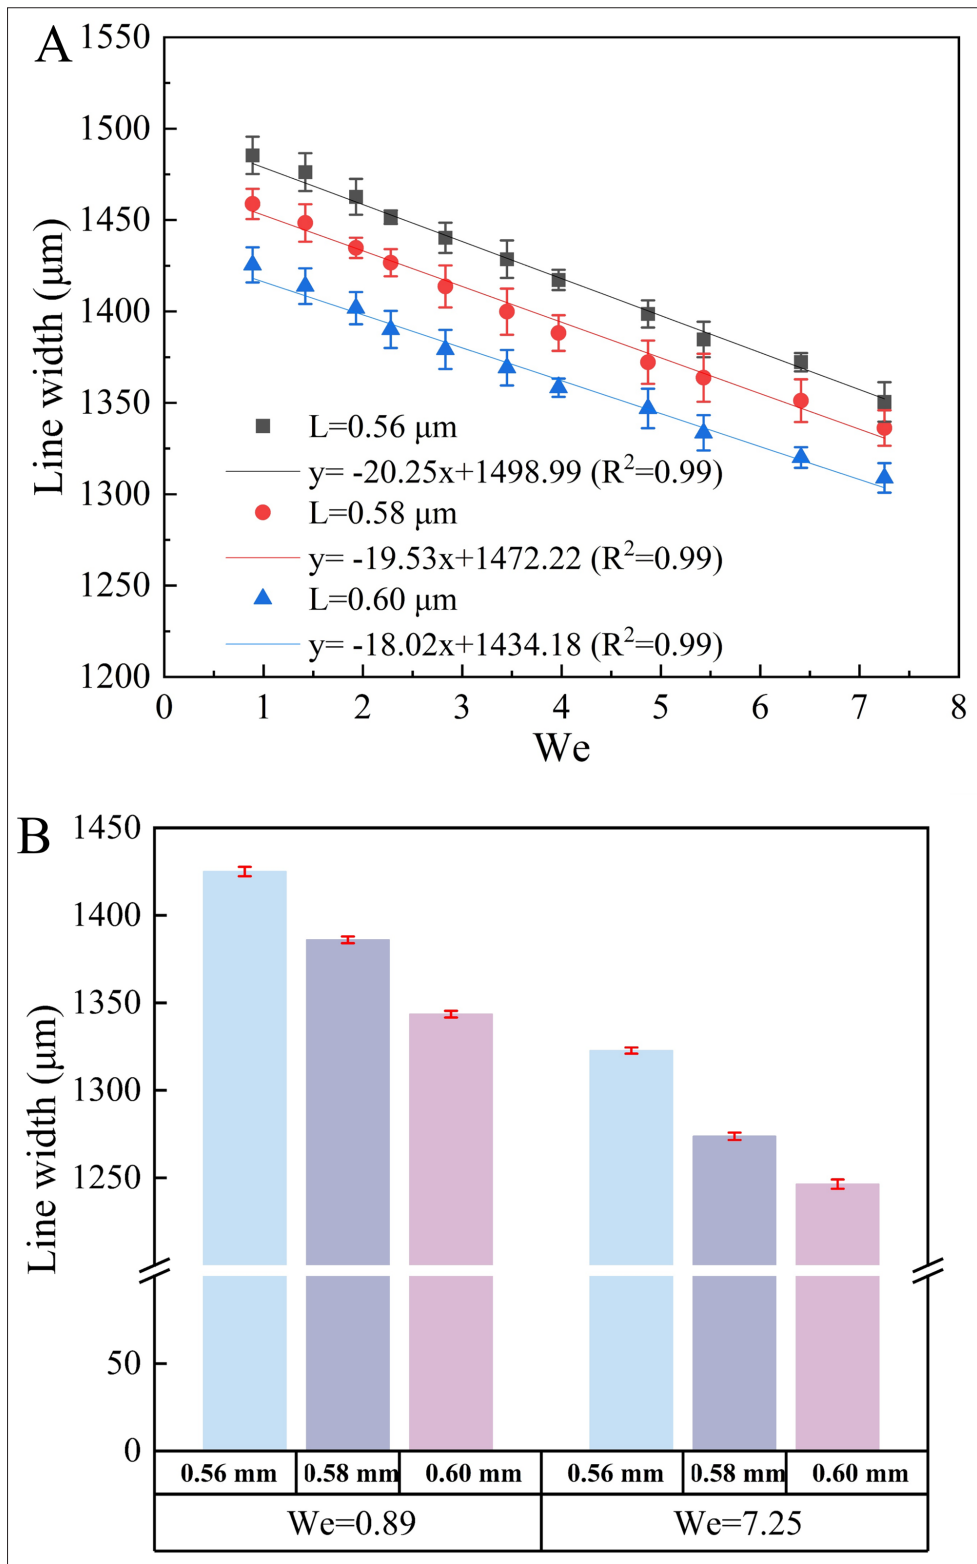 A
1550
1500
1450
1400
1350
1300
1250
1200
Line width (μm)
L=0.56 μm
y= -20.25x+1498.99 (R²=0.99)
L=0.58 μm
y= -19.53x+1472.22 (R²=0.99)
L=0.60 μm
y= -18.02x+1434.18 (R²=0.99)
0 1 2 3 4 5 6 7 8
We
B
1450
1400
1350
1300
1250
50
0
Line width (μm)
0.56 mm 0.58 mm 0.60 mm 0.56 mm 0.58 mm 0.60 mm
We=0.89 We=7.25